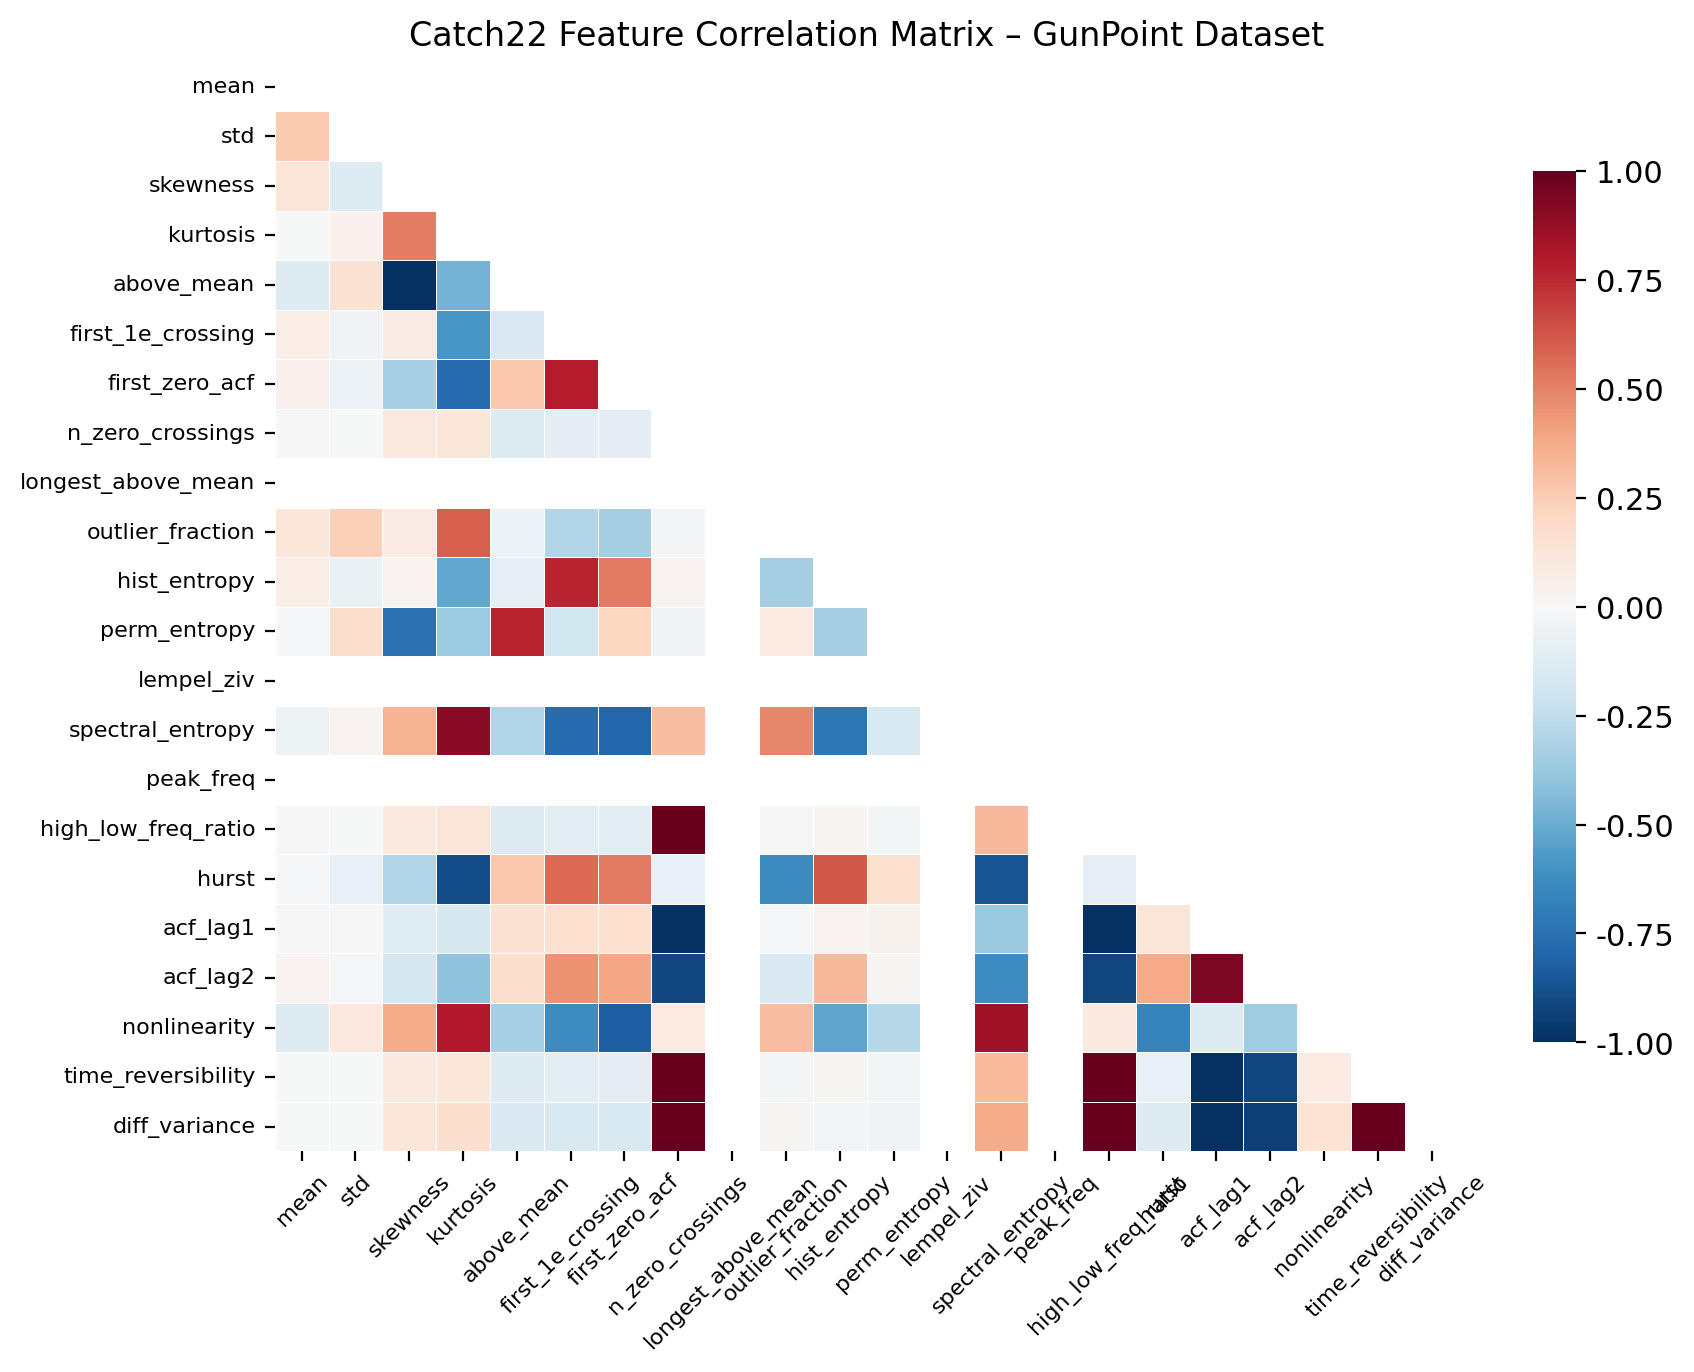 Catch22 Feature Correlation Matrix – GunPoint Dataset
mean
std
skewness
kurtosis
above_mean
first_1e_crossing
first_zero_acf
n_zero_crossings
longest_above_mean
outlier_fraction
hist_entropy
perm_entropy
lempel_ziv
spectral_entropy
peak_freq
high_low_freq_ratio
hurst
acf_lag1
acf_lag2
nonlinearity
time_reversibility
diff_variance
mean
std
skewness
kurtosis
above_mean
first_1e_crossing
first_zero_acf
n_zero_crossings
longest_above_mean
outlier_fraction
hist_entropy
perm_entropy
lempel_ziv
spectral_entropy
peak_freq
high_low_freq_ratio
hurst
acf_lag1
acf_lag2
nonlinearity
time_reversibility
diff_variance
1.00
0.75
0.50
0.25
0.00
-0.25
-0.50
-0.75
-1.00